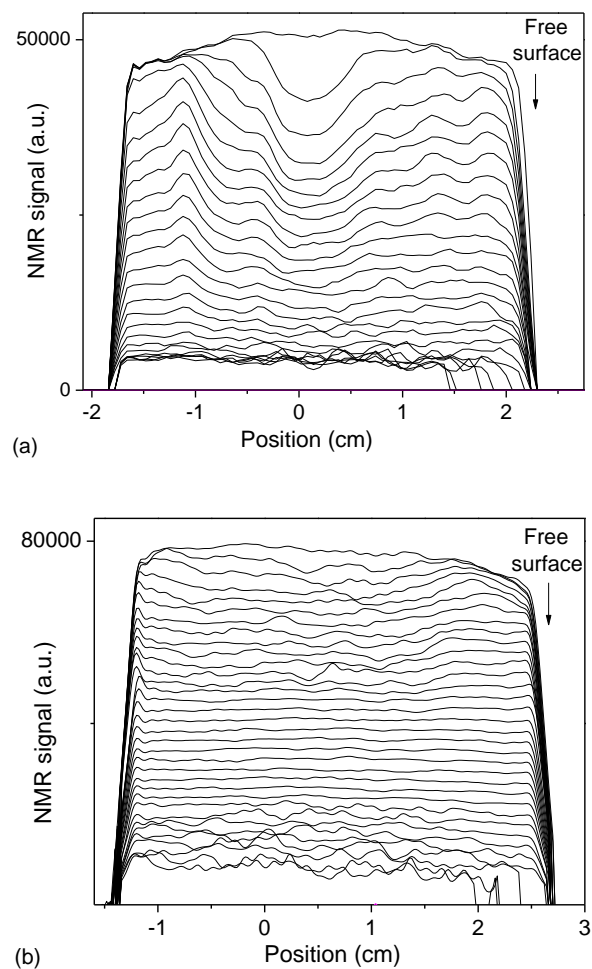 50000
Free
surface
NMR signal (a.u.)
0
-2
-1
0
1
2
Position (cm)
(a)
80000
Free
surface
NMR signal (a.u.)
-1
0
1
2
3
Position (cm)
(b)